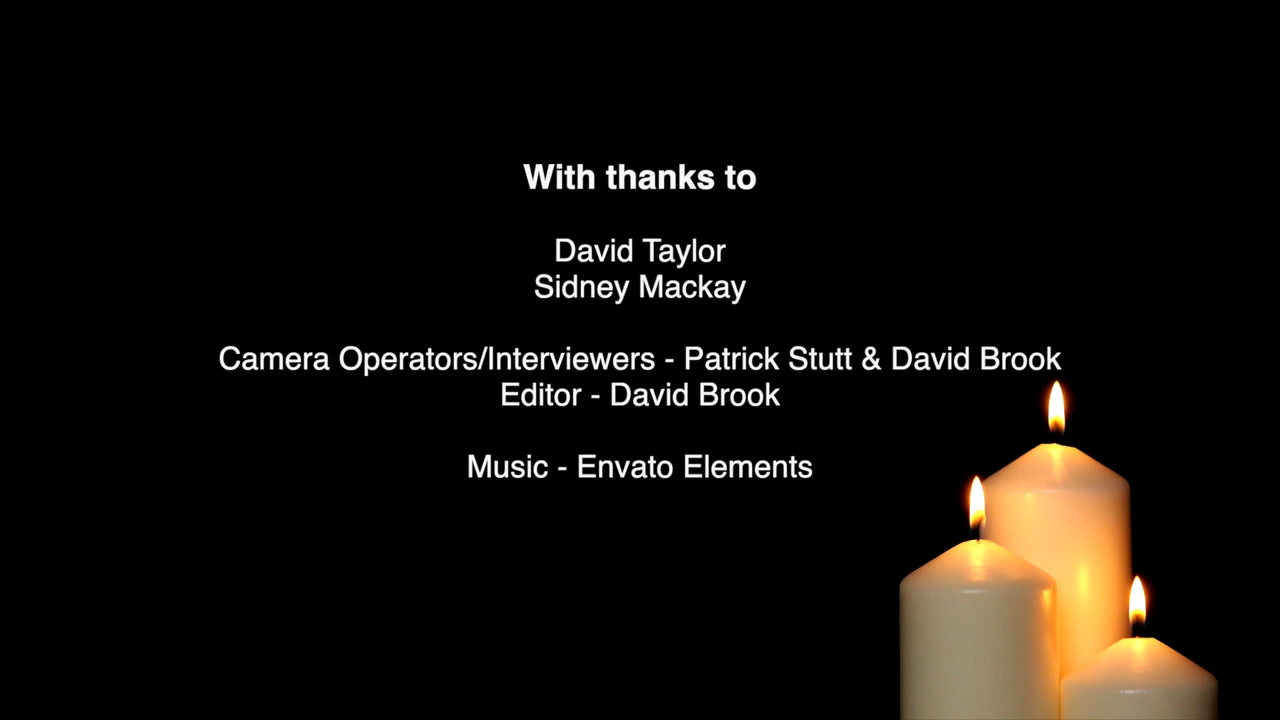 With thanks to
David Taylor
Sidney Mackay
Camera Operators/Interviewers - Patrick Stutt & David Brook
Editor - David Brook
Music - Envato Elements